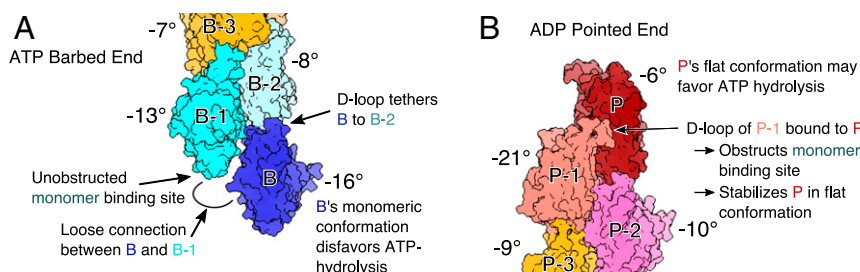 A
ATP Barbed End
-7°
B-3
-8°
B-2
-13°
B-1
D-loop tethers
B to B-2
Unobstructed
monomer binding site
B
-16°
Loose connection
between B and B-1
B's monomeric
conformation
disfavors ATP-
hydrolysis
B
ADP Pointed End
-6°
P
P's flat conformation may
favor ATP hydrolysis
D-loop of P-1 bound to P
→ Obstructs monomer
binding site
→ Stabilizes P in flat
conformation
-21°
P-1
P-2
-10°
-9°
P-3